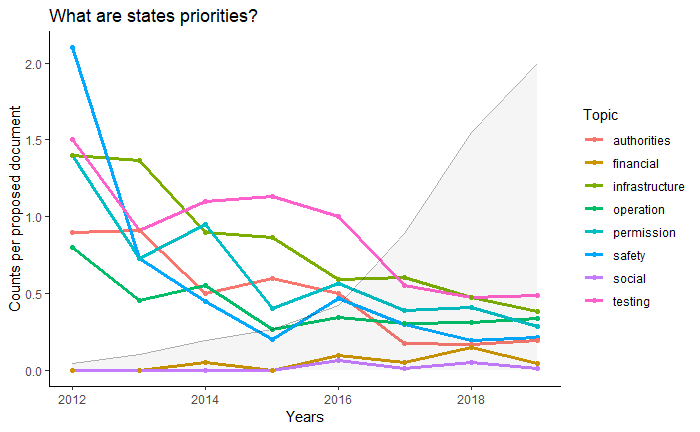 What are states priorities?
Counts per proposed document
2.0
1.5
1.0
0.5
0.0
2012 2014 2016 2018
Years
Topic
authorities
financial
infrastructure
operation
permission
safety
social
testing